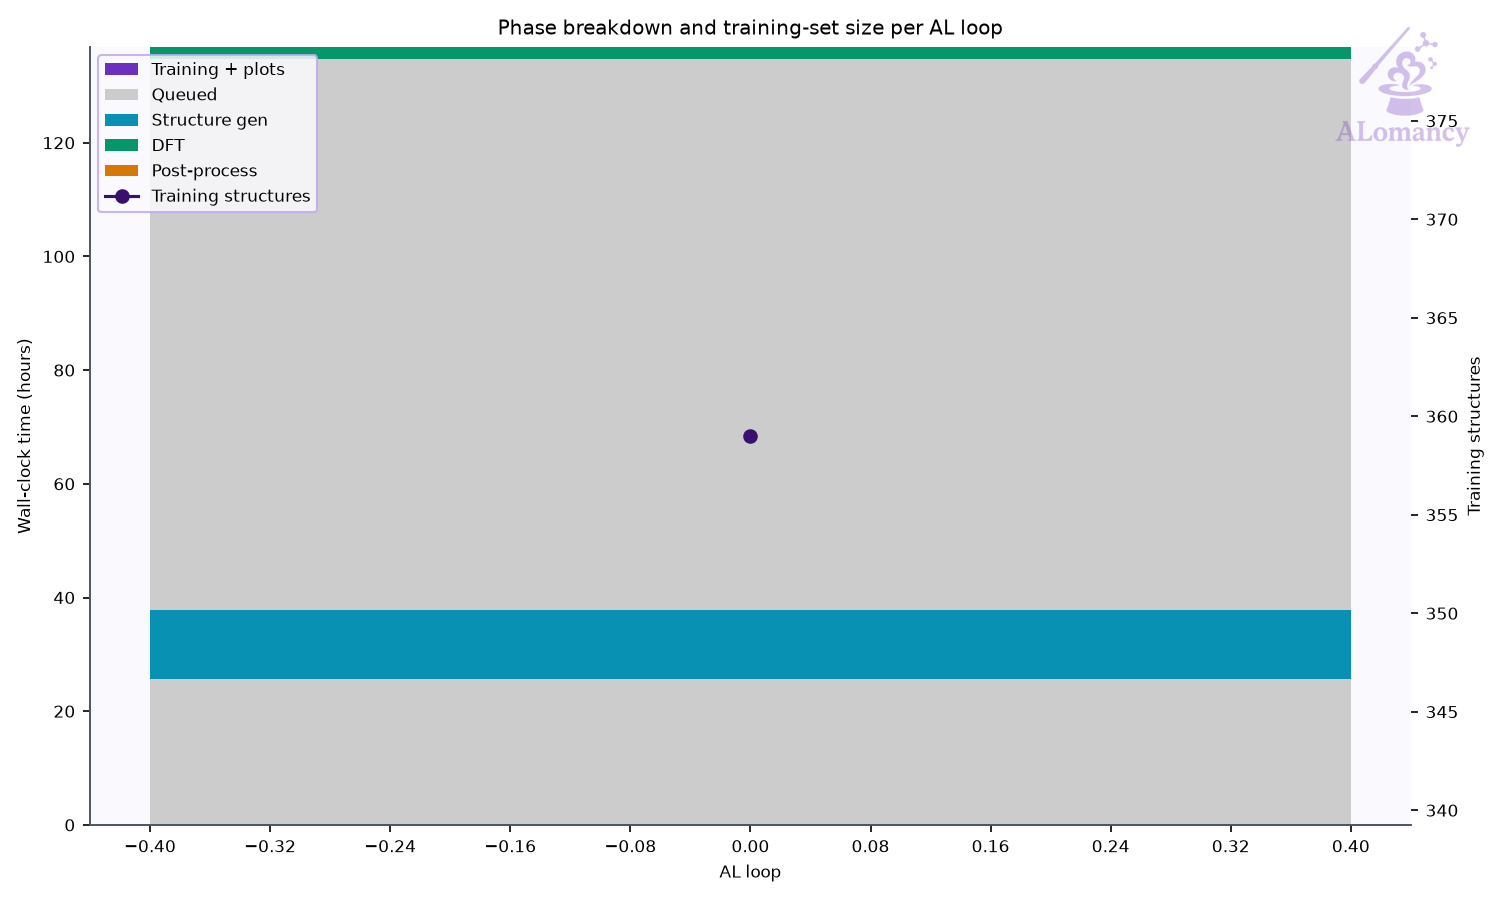 Phase breakdown and training-set size per AL loop
Training + plots
Queued
Structure gen
DFT
Post-process
Training structures
ALomancy
Wall-clock time (hours)
120
100
80
60
40
20
0
375
370
365
360
355
350
345
340
Training structures
−0.40 −0.32 −0.24 −0.16 −0.08 0.00 0.08 0.16 0.24 0.32 0.40
AL loop